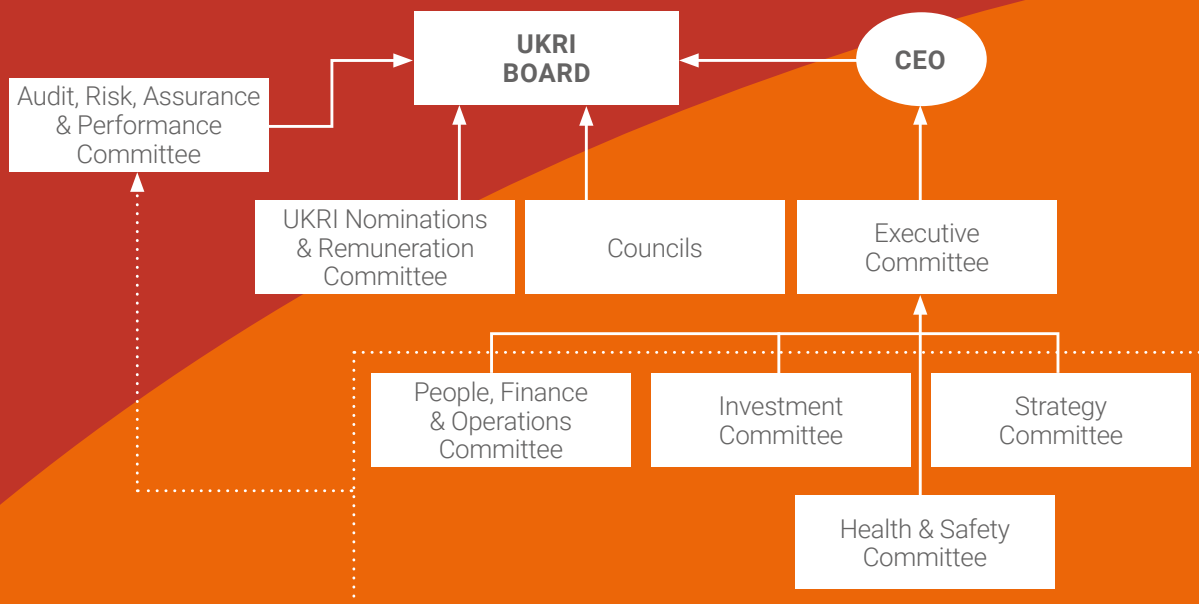 UKRI
BOARD
CEO
Audit, Risk, Assurance
& Performance
Committee
UKRI Nominations
& Remuneration
Committee
Councils
Executive
Committee
People, Finance
& Operations
Committee
Investment
Committee
Strategy
Committee
Health & Safety
Committee